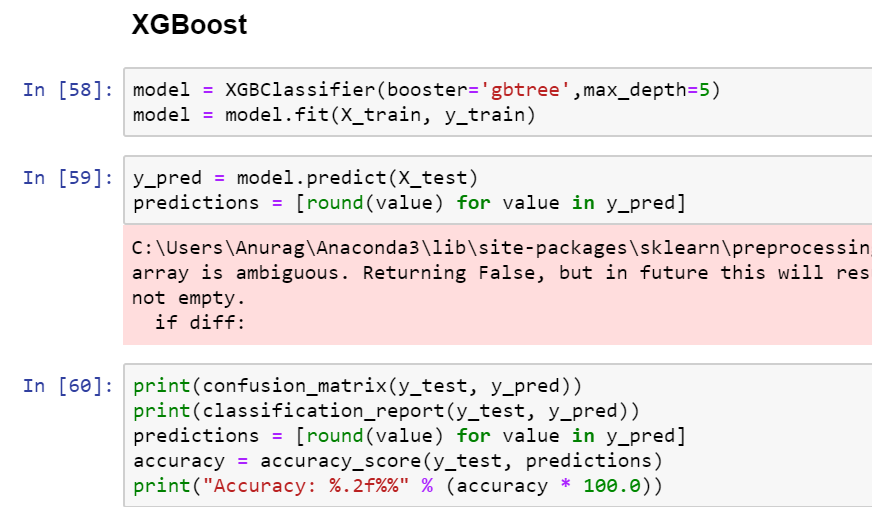 XGBoost
In [58]: model = XGBClassifier(booster='gbtree',max_depth=5)
model = model.fit(X_train, y_train)
In [59]: y_pred = model.predict(X_test)
predictions = [round(value) for value in y_pred]
C:\Users\Anurag\Anaconda3\lib\site-packages\sklearn\preprocessing
array is ambiguous. Returning False, but in future this will res
not empty.
  if diff:
In [60]: print(confusion_matrix(y_test, y_pred))
print(classification_report(y_test, y_pred))
predictions = [round(value) for value in y_pred]
accuracy = accuracy_score(y_test, predictions)
print("Accuracy: %.2f%%" % (accuracy * 100.0))